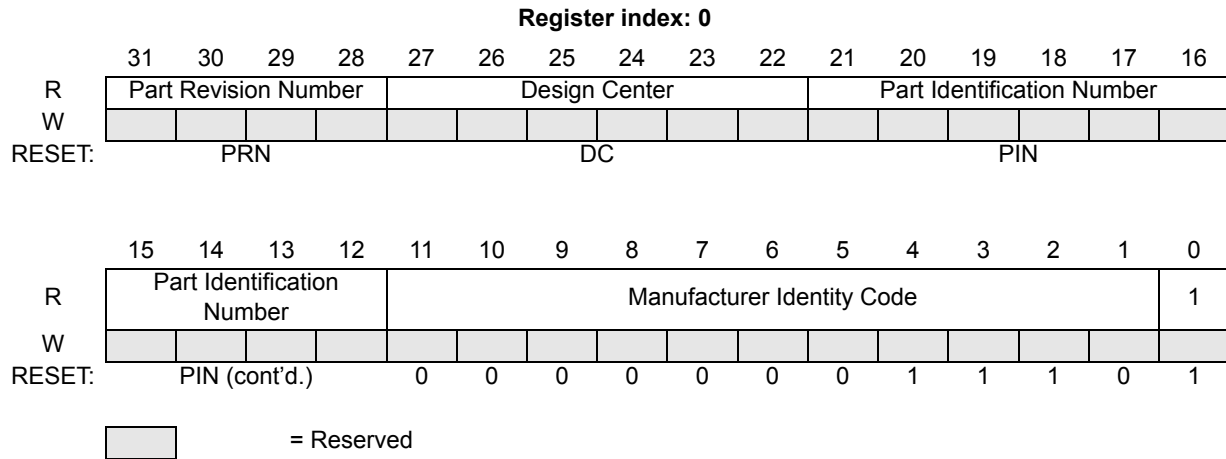 Register index: 0
31 30 29 28 27 26 25 24 23 22 21 20 19 18 17 16
R Part Revision Number Design Center Part Identification Number
W
RESET: PRN DC PIN
15 14 13 12 11 10 9 8 7 6 5 4 3 2 1 0
R Part Identification Number Manufacturer Identity Code 1
W
RESET: PIN (cont'd.) 0 0 0 0 0 0 0 1 1 1 0 1
= Reserved